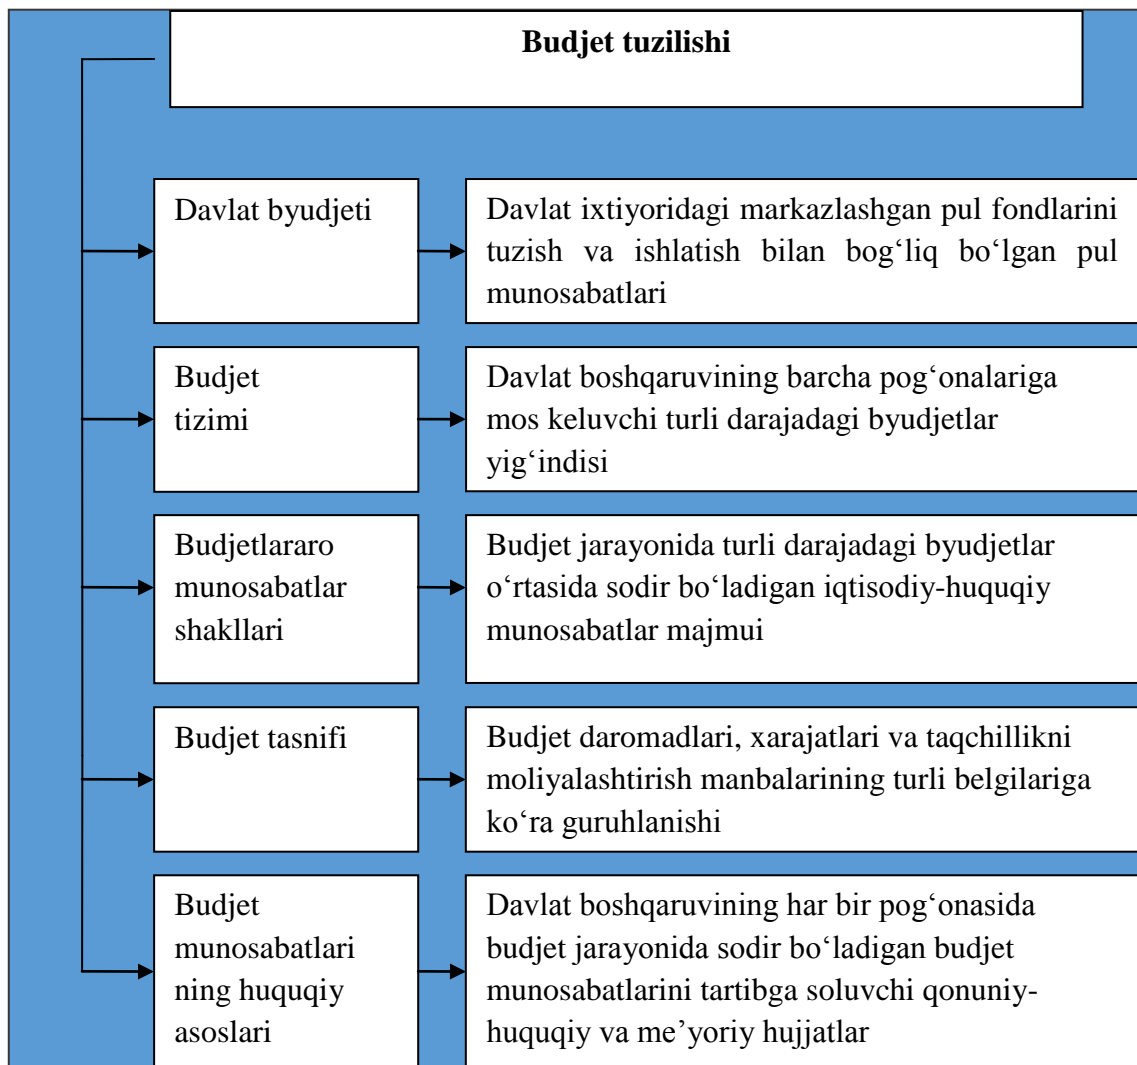 Budjet tuzilishi
Davlat byudjeti
Davlat ixtiyoridagi markazlashgan pul fondlarini
tuzish va ishlatish bilan bog‘liq bo‘lgan pul
munosabatlari
Budjet
tizimi
Davlat boshqaruvining barcha pog‘onalariga
mos keluvchi turli darajadagi byudjetlar
yig‘indisi
Budjetlararo
munosabatlar
shakllari
Budjet jarayonida turli darajadagi byudjetlar
o‘rtasida sodir bo‘ladigan iqtisodiy-huquqiy
munosabatlar majmui
Budjet tasnifi
Budjet daromadlari, xarajatlari va taqchillikni
moliyalashtirish manbalarining turli belgilariga
ko‘ra guruhlanishi
Budjet
munosabatlari
ning huquqiy
asoslari
Davlat boshqaruvining har bir pog‘onasida
budjet jarayonida sodir bo‘ladigan budjet
munosabatlarini tartibga soluvchi qonuniy-
huquqiy va me’yoriy hujjatlar